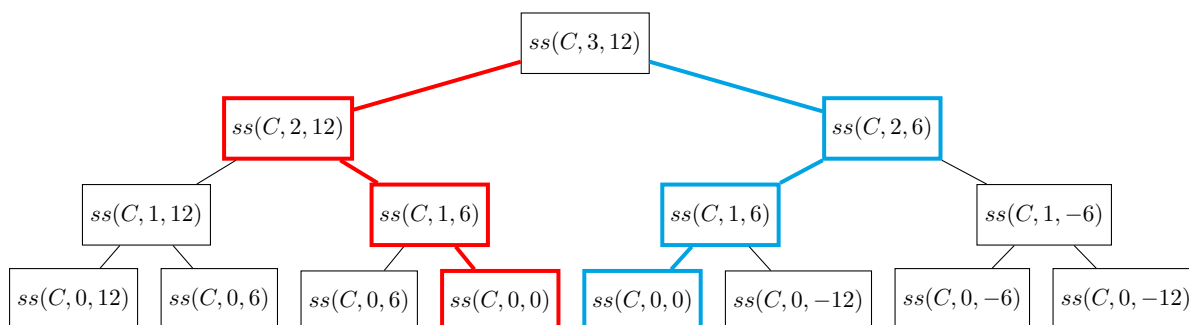 ss(C, 3, 12)
ss(C, 2, 12) ss(C, 2, 6)
ss(C, 1, 12) ss(C, 1, 6) ss(C, 1, 6) ss(C, 1, −6)
ss(C, 0, 12) ss(C, 0, 6) ss(C, 0, 6) ss(C, 0, 0) ss(C, 0, 0) ss(C, 0, −12) ss(C, 0, −6) ss(C, 0, −12)